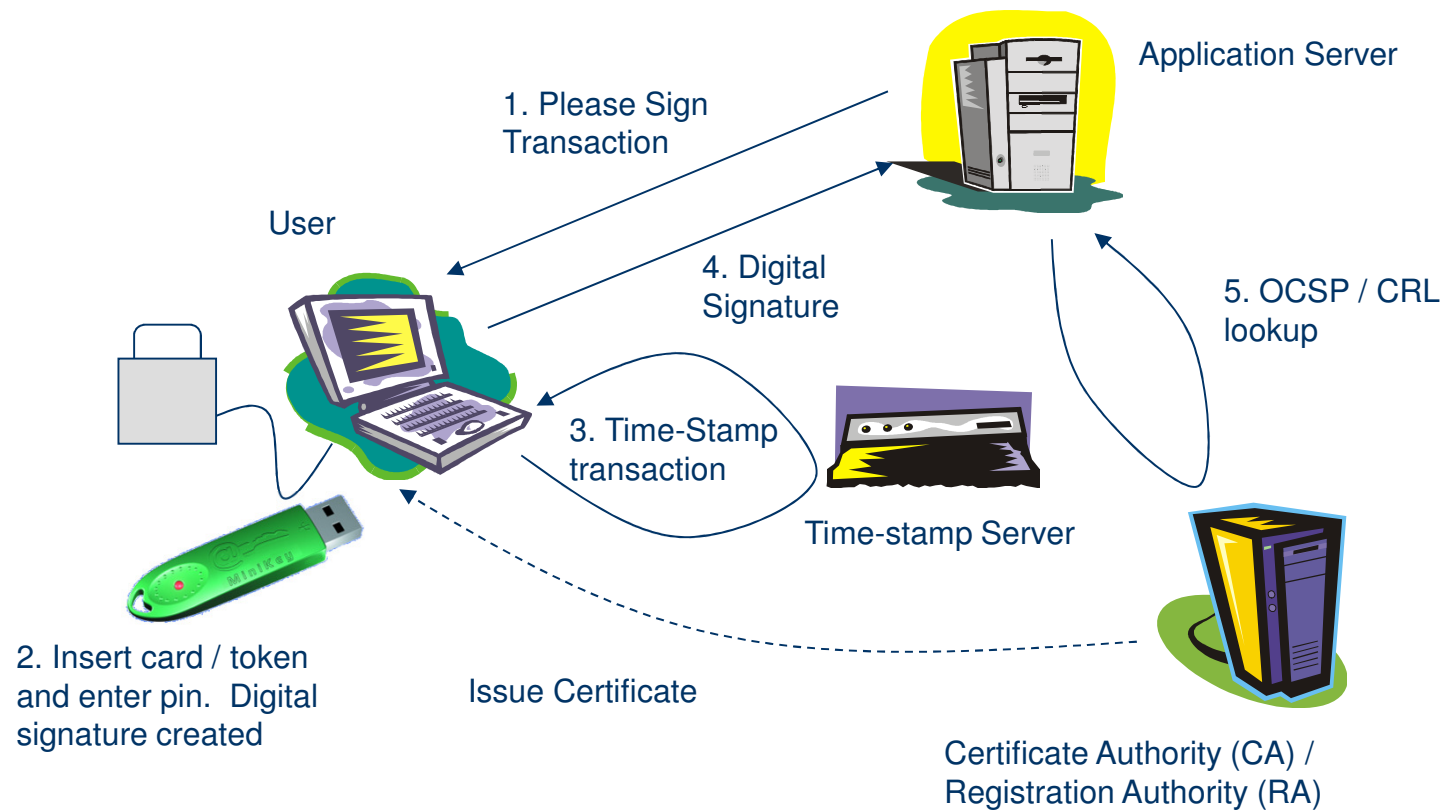 Application Server
1. Please Sign
Transaction
User
4. Digital
Signature
5. OCSP / CRL
lookup
3. Time-Stamp
transaction
Time-stamp Server
MiniKey
2. Insert card / token
and enter pin.  Digital
signature created
Issue Certificate
Certificate Authority (CA) /
Registration Authority (RA)